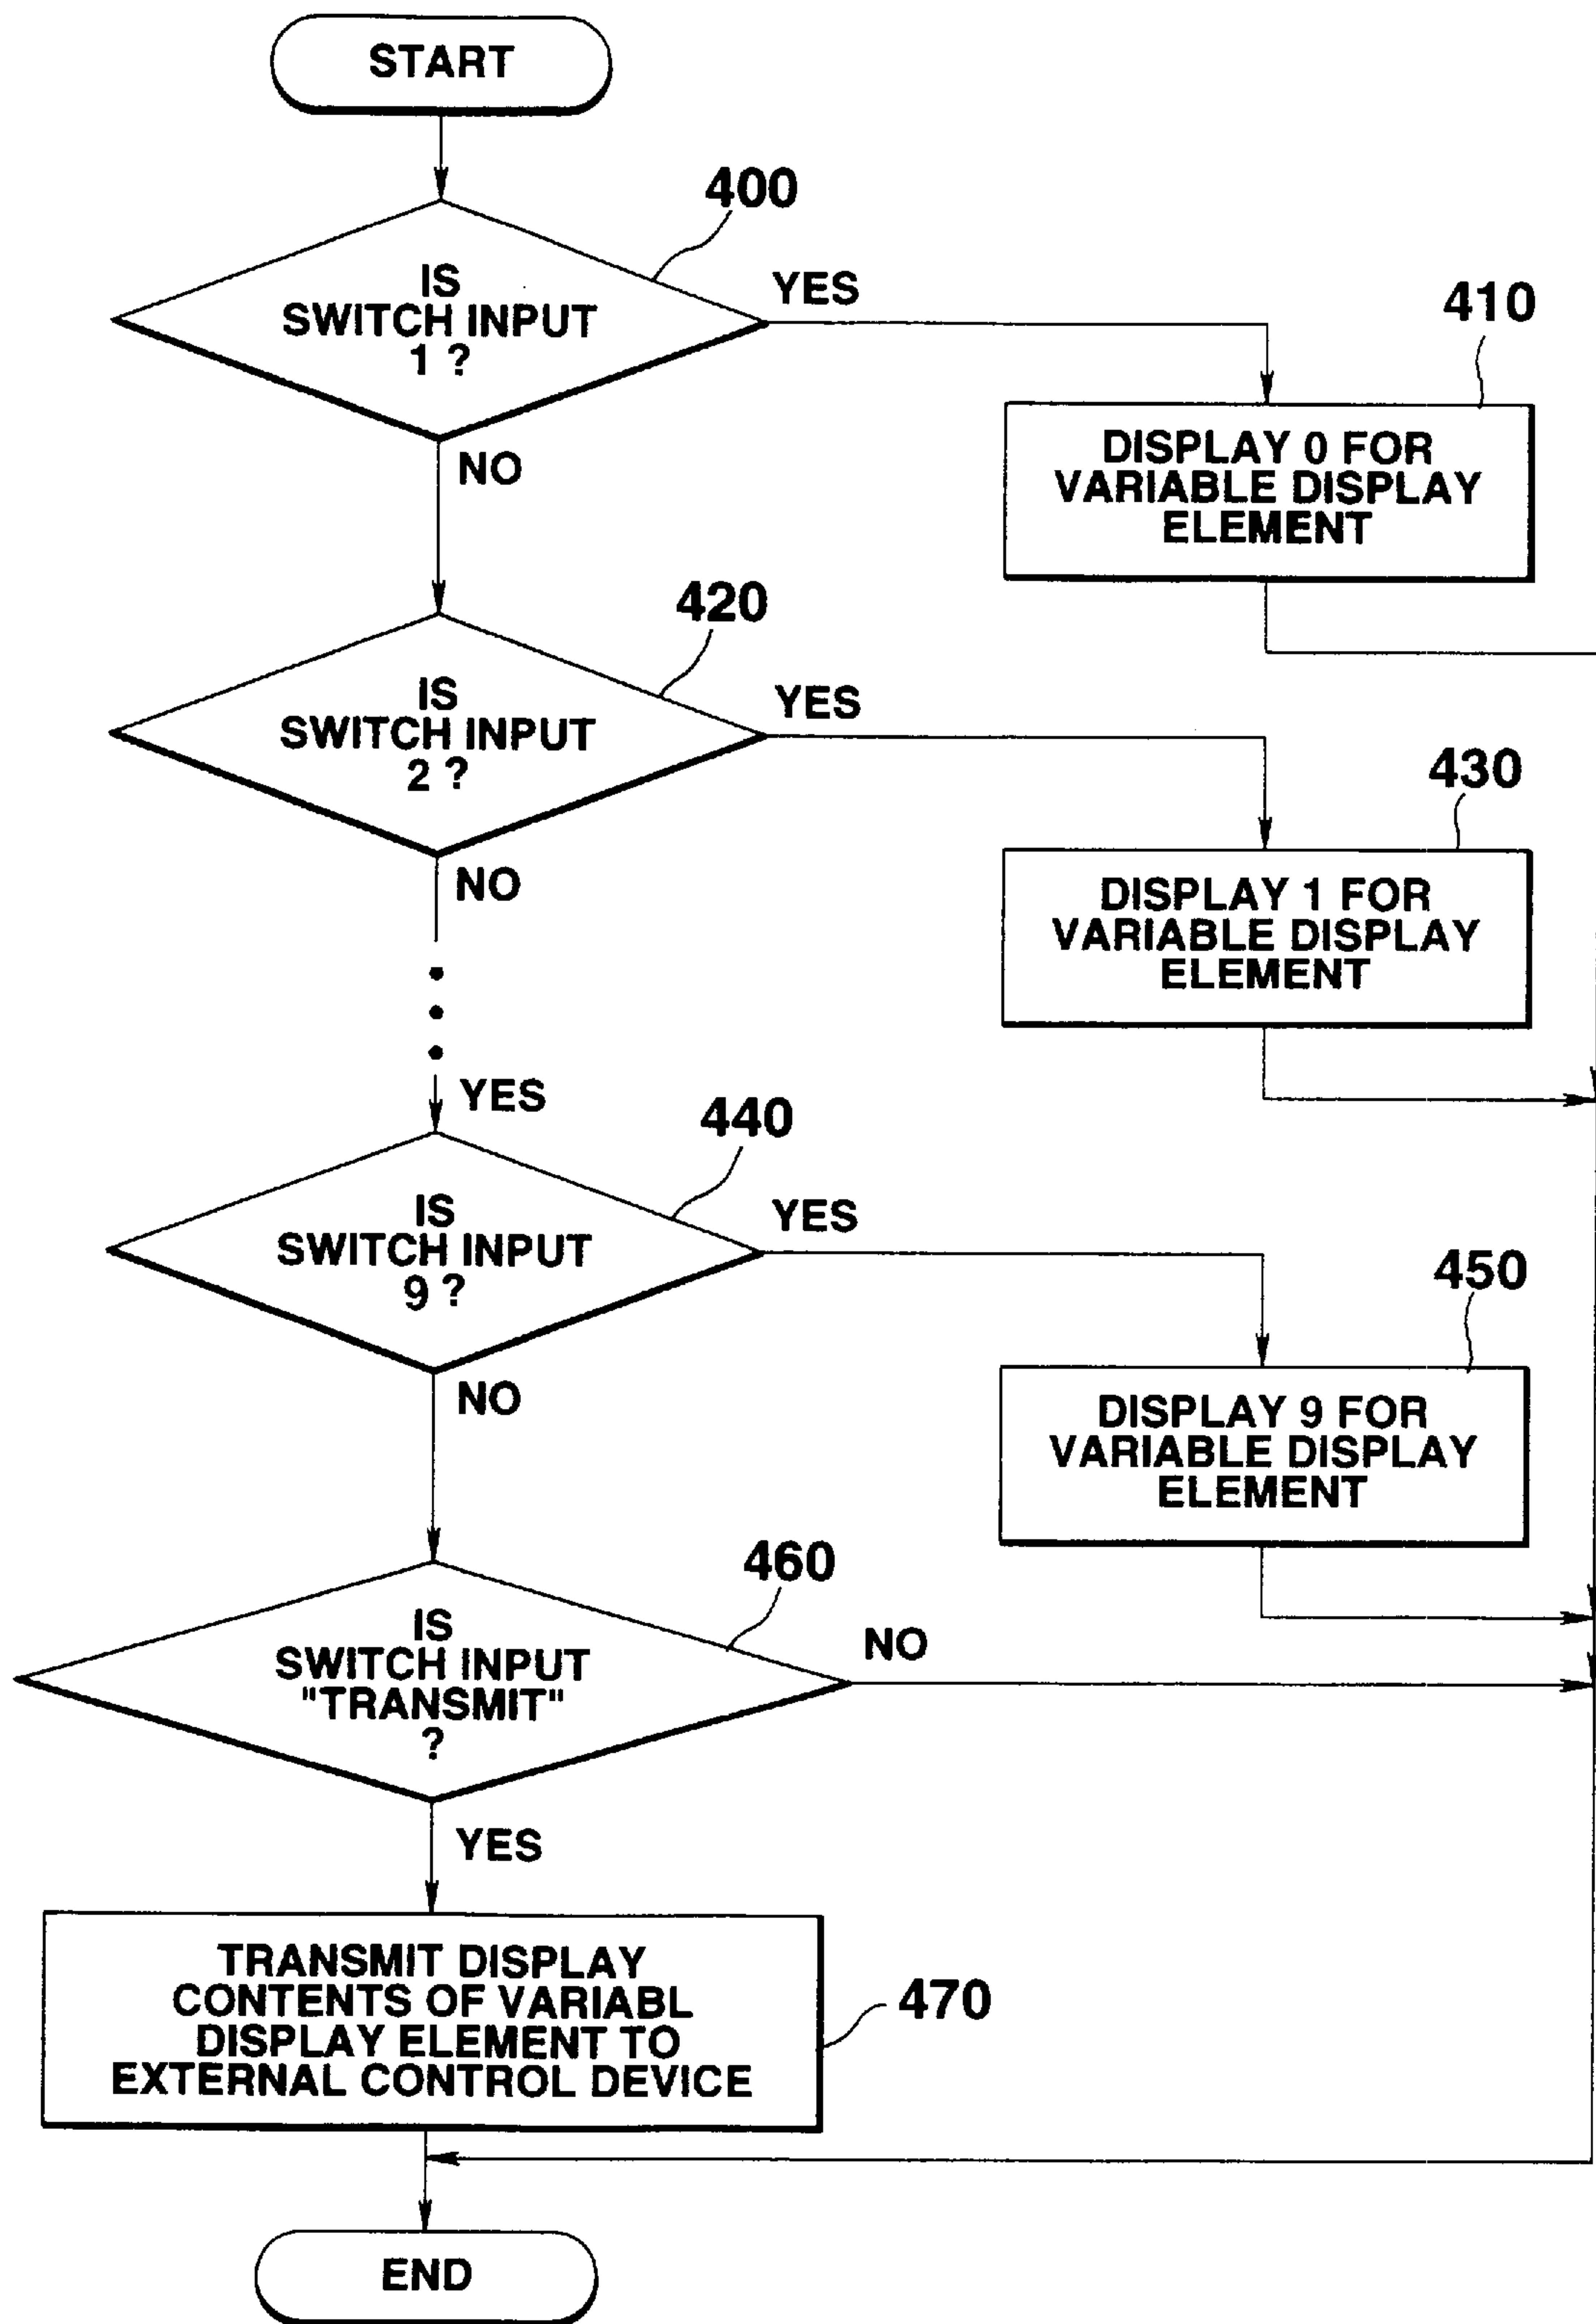 START
400
IS
SWITCH INPUT
1 ?
YES
NO
410
DISPLAY 0 FOR
VARIABLE DISPLAY
ELEMENT
420
IS
SWITCH INPUT
2 ?
YES
NO
430
DISPLAY 1 FOR
VARIABLE DISPLAY
ELEMENT
YES
440
IS
SWITCH INPUT
9 ?
YES
NO
450
DISPLAY 9 FOR
VARIABLE DISPLAY
ELEMENT
460
IS
SWITCH INPUT
"TRANSMIT"
?
NO
YES
TRANSMIT DISPLAY
CONTENTS OF VARIABL
DISPLAY ELEMENT TO
EXTERNAL CONTROL DEVICE
470
END